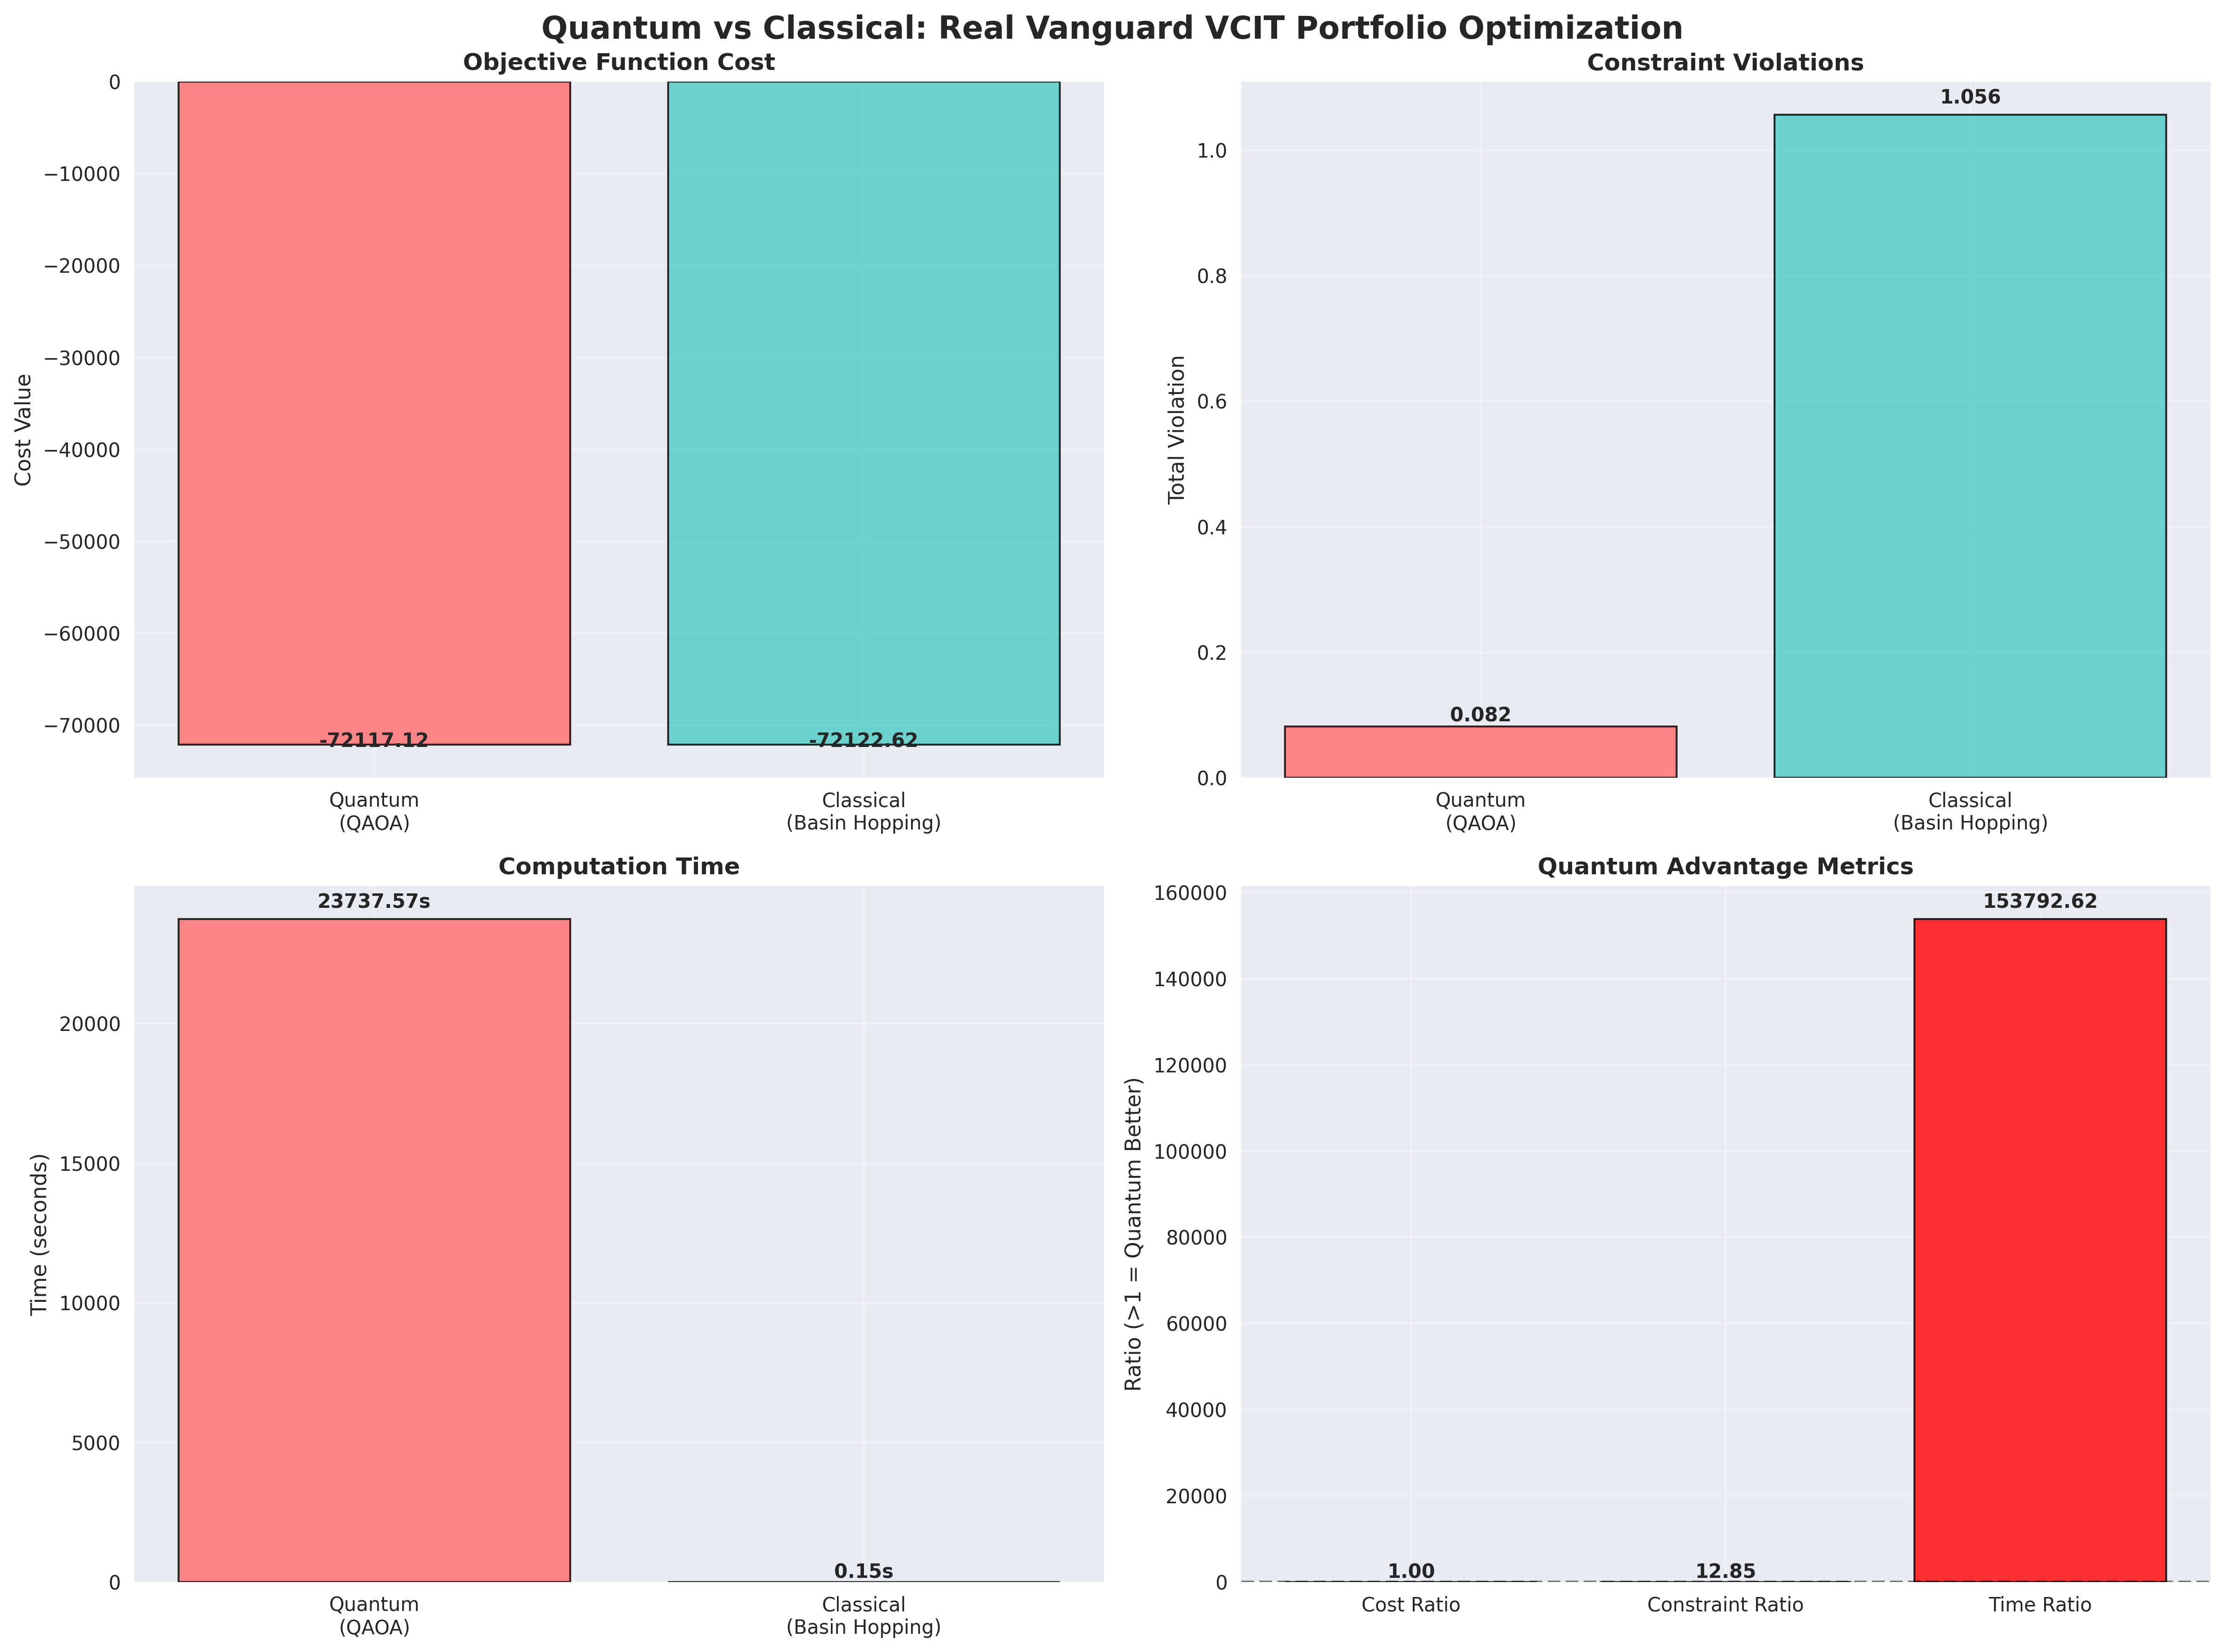 Quantum vs Classical: Real Vanguard VCIT Portfolio Optimization
Objective Function Cost
Cost Value
0
−10000
−20000
−30000
−40000
−50000
−60000
−70000
-72117.12
-72122.62
Quantum
(QAOA)
Classical
(Basin Hopping)
Constraint Violations
Total Violation
1.0
0.8
0.6
0.4
0.2
0.0
0.082
1.056
Quantum
(QAOA)
Classical
(Basin Hopping)
Computation Time
Time (seconds)
20000
15000
10000
5000
0
23737.57s
0.15s
Quantum
(QAOA)
Classical
(Basin Hopping)
Quantum Advantage Metrics
Ratio (>1 = Quantum Better)
160000
140000
120000
100000
80000
60000
40000
20000
0
1.00
12.85
153792.62
Cost Ratio
Constraint Ratio
Time Ratio